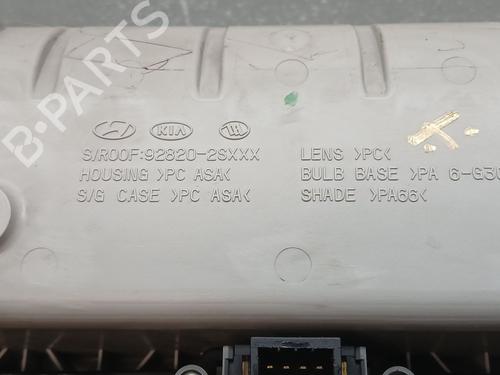 B-PARTS
KIA
S/ROOF:92820-2SXXX
HOUSING >PC ASA<
S/G CASE >PC ASA<
LENS >PC<
BULB BASE >PA 6-G30
SHADE >PA66<